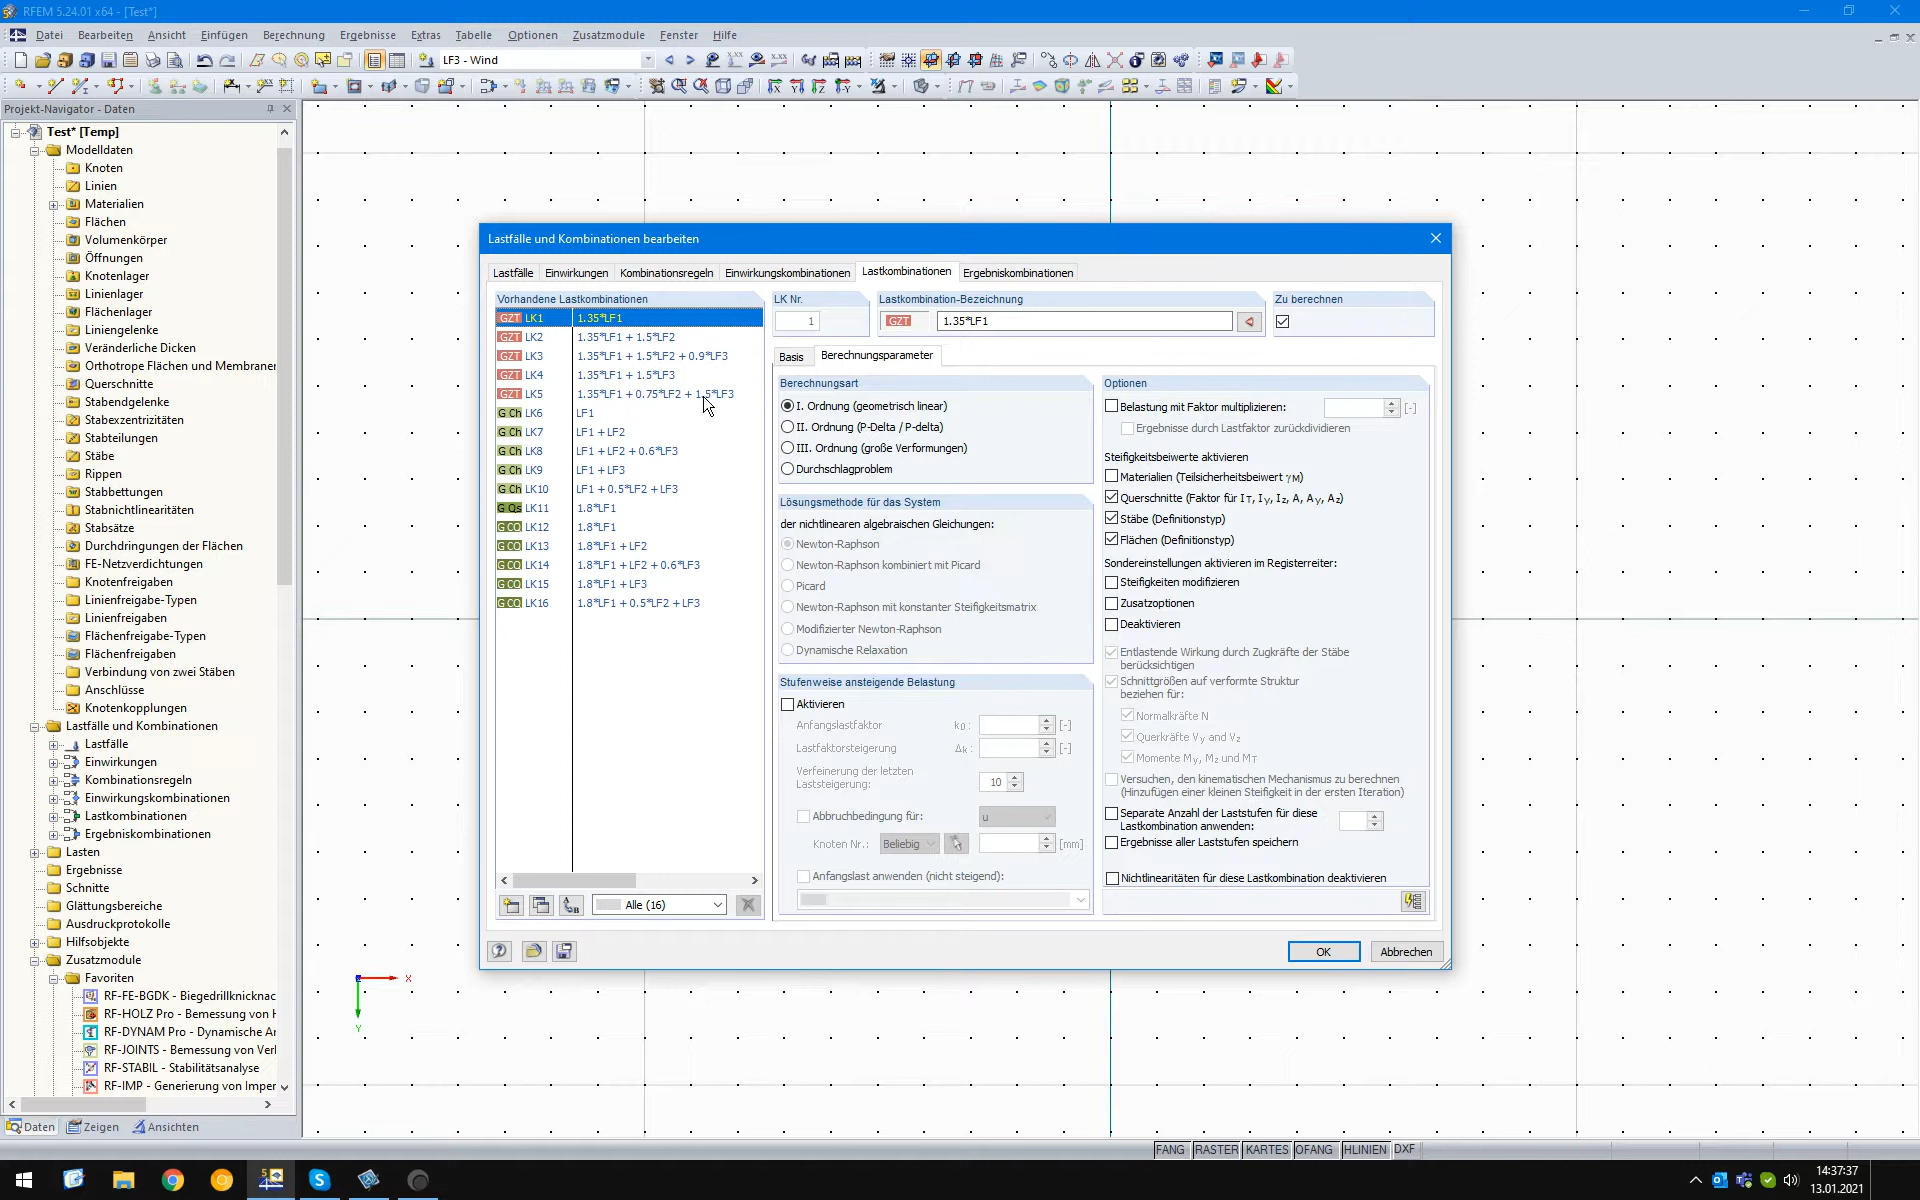 RFEM 5.24.01 x64 - [Test*]
Datei Bearbeiten Ansicht Einfügen Berechnung Ergebnisse Extras Tabelle Optionen Zusatzmodule Fenster Hilfe
LF3 - Wind
Projekt-Navigator - Daten
Test* [Temp]
Modelldaten
Knoten
Linien
Materialien
Flächen
Volumenkörper
Öffnungen
Knotenlager
Linienlager
Flächenlager
Liniengelenke
Veränderliche Dicken
Orthotrope Flächen und Membraner
Querschnitte
Stabendgelenke
Stabexzentrizitäten
Stabteilungen
Stäbe
Rippen
Stabbettungen
Stabnichtlinearitäten
Stabsätze
Durchdringungen der Flächen
FE-Netzverdichtungen
Knotenfreigaben
Linienfreigabe-Typen
Linienfreigaben
Flächenfreigabe-Typen
Flächenfreigaben
Verbindung von zwei Stäben
Anschlüsse
Knotenkopplungen
Lastfälle und Kombinationen
Lastfälle
Einwirkungen
Kombinationsregeln
Einwirkungskombinationen
Lastkombinationen
Ergebniskombinationen
Lasten
Ergebnisse
Schnitte
Glättungsbereiche
Ausdruckprotokolle
Hilfsobjekte
Zusatzmodule
Favoriten
RF-FE-BGDK - Biegedrillknicknac
RF-HOLZ Pro - Bemessung von H
RF-DYNAM Pro - Dynamische Ar
RF-JOINTS - Bemessung von Verl
RF-STABIL - Stabilitätsanalyse
RF-IMP - Generierung von Imper
Daten Zeigen Ansichten
Lastfälle und Kombinationen bearbeiten
Lastfälle Einwirkungen Kombinationsregeln Einwirkungskombinationen Lastkombinationen Ergebniskombinationen
Vorhandene Lastkombinationen
GZT LK1 1.35*LF1
GZT LK2 1.35*LF1 + 1.5*LF2
GZT LK3 1.35*LF1 + 1.5*LF2 + 0.9*LF3
GZT LK4 1.35*LF1 + 1.5*LF3
GZT LK5 1.35*LF1 + 0.75*LF2 + 1.5*LF3
G Ch LK6 LF1
G Ch LK7 LF1 + LF2
G Ch LK8 LF1 + LF2 + 0.6*LF3
G Ch LK9 LF1 + LF3
G Ch LK10 LF1 + 0.5*LF2 + LF3
G Qs LK11 1.8*LF1
G CQ LK12 1.8*LF1
G CQ LK13 1.8*LF1 + LF2
G CQ LK14 1.8*LF1 + LF2 + 0.6*LF3
G CQ LK15 1.8*LF1 + LF3
G CQ LK16 1.8*LF1 + 0.5*LF2 + LF3
Alle (16)
LK Nr.
1
Lastkombination-Bezeichnung
GZT 1.35*LF1
Zu berechnen
Basis Berechnungsparameter
Berechnungsart
I. Ordnung (geometrisch linear)
II. Ordnung (P-Delta / P-delta)
III. Ordnung (große Verformungen)
Durchschlagproblem
Lösungsmethode für das System
der nichtlinearen algebraischen Gleichungen:
Newton-Raphson
Newton-Raphson kombiniert mit Picard
Picard
Newton-Raphson mit konstanter Steifigkeitsmatrix
Modifizierter Newton-Raphson
Dynamische Relaxation
Stufenweise ansteigende Belastung
Aktivieren
Anfangslastfaktor k0 : [-]
Lastfaktorsteigerung Δk : [-]
Verfeinerung der letzten
Laststeigerung: 10
Abbruchbedingung für: u
Knoten Nr.: Beliebig [mm]
Anfangslast anwenden (nicht steigend):
Optionen
Belastung mit Faktor multiplizieren: [-]
Ergebnisse durch Lastfaktor zurückdividieren
Steifigkeitsbeiwerte aktivieren
Materialien (Teilsicherheitsbeiwert γM)
Querschnitte (Faktor für IT, Iy, Iz, A, Ay, Az)
Stäbe (Definitionstyp)
Flächen (Definitionstyp)
Sondereinstellungen aktivieren im Registerreiter:
Steifigkeiten modifizieren
Zusatzoptionen
Deaktivieren
Entlastende Wirkung durch Zugkräfte der Stäbe
berücksichtigen
Schnittgrößen auf verformte Struktur
beziehen für:
Normalkräfte N
Querkräfte Vy and Vz
Momente My, Mz und MT
Versuchen, den kinematischen Mechanismus zu berechnen
(Hinzufügen einer kleinen Steifigkeit in der ersten Iteration)
Separate Anzahl der Laststufen für diese
Lastkombination anwenden:
Ergebnisse aller Laststufen speichern
Nichtlinearitäten für diese Lastkombination deaktivieren
OK Abbrechen
X
Y
FANG RASTER KARTES OFANG HLINIEN DXF
14:37:37
13.01.2021